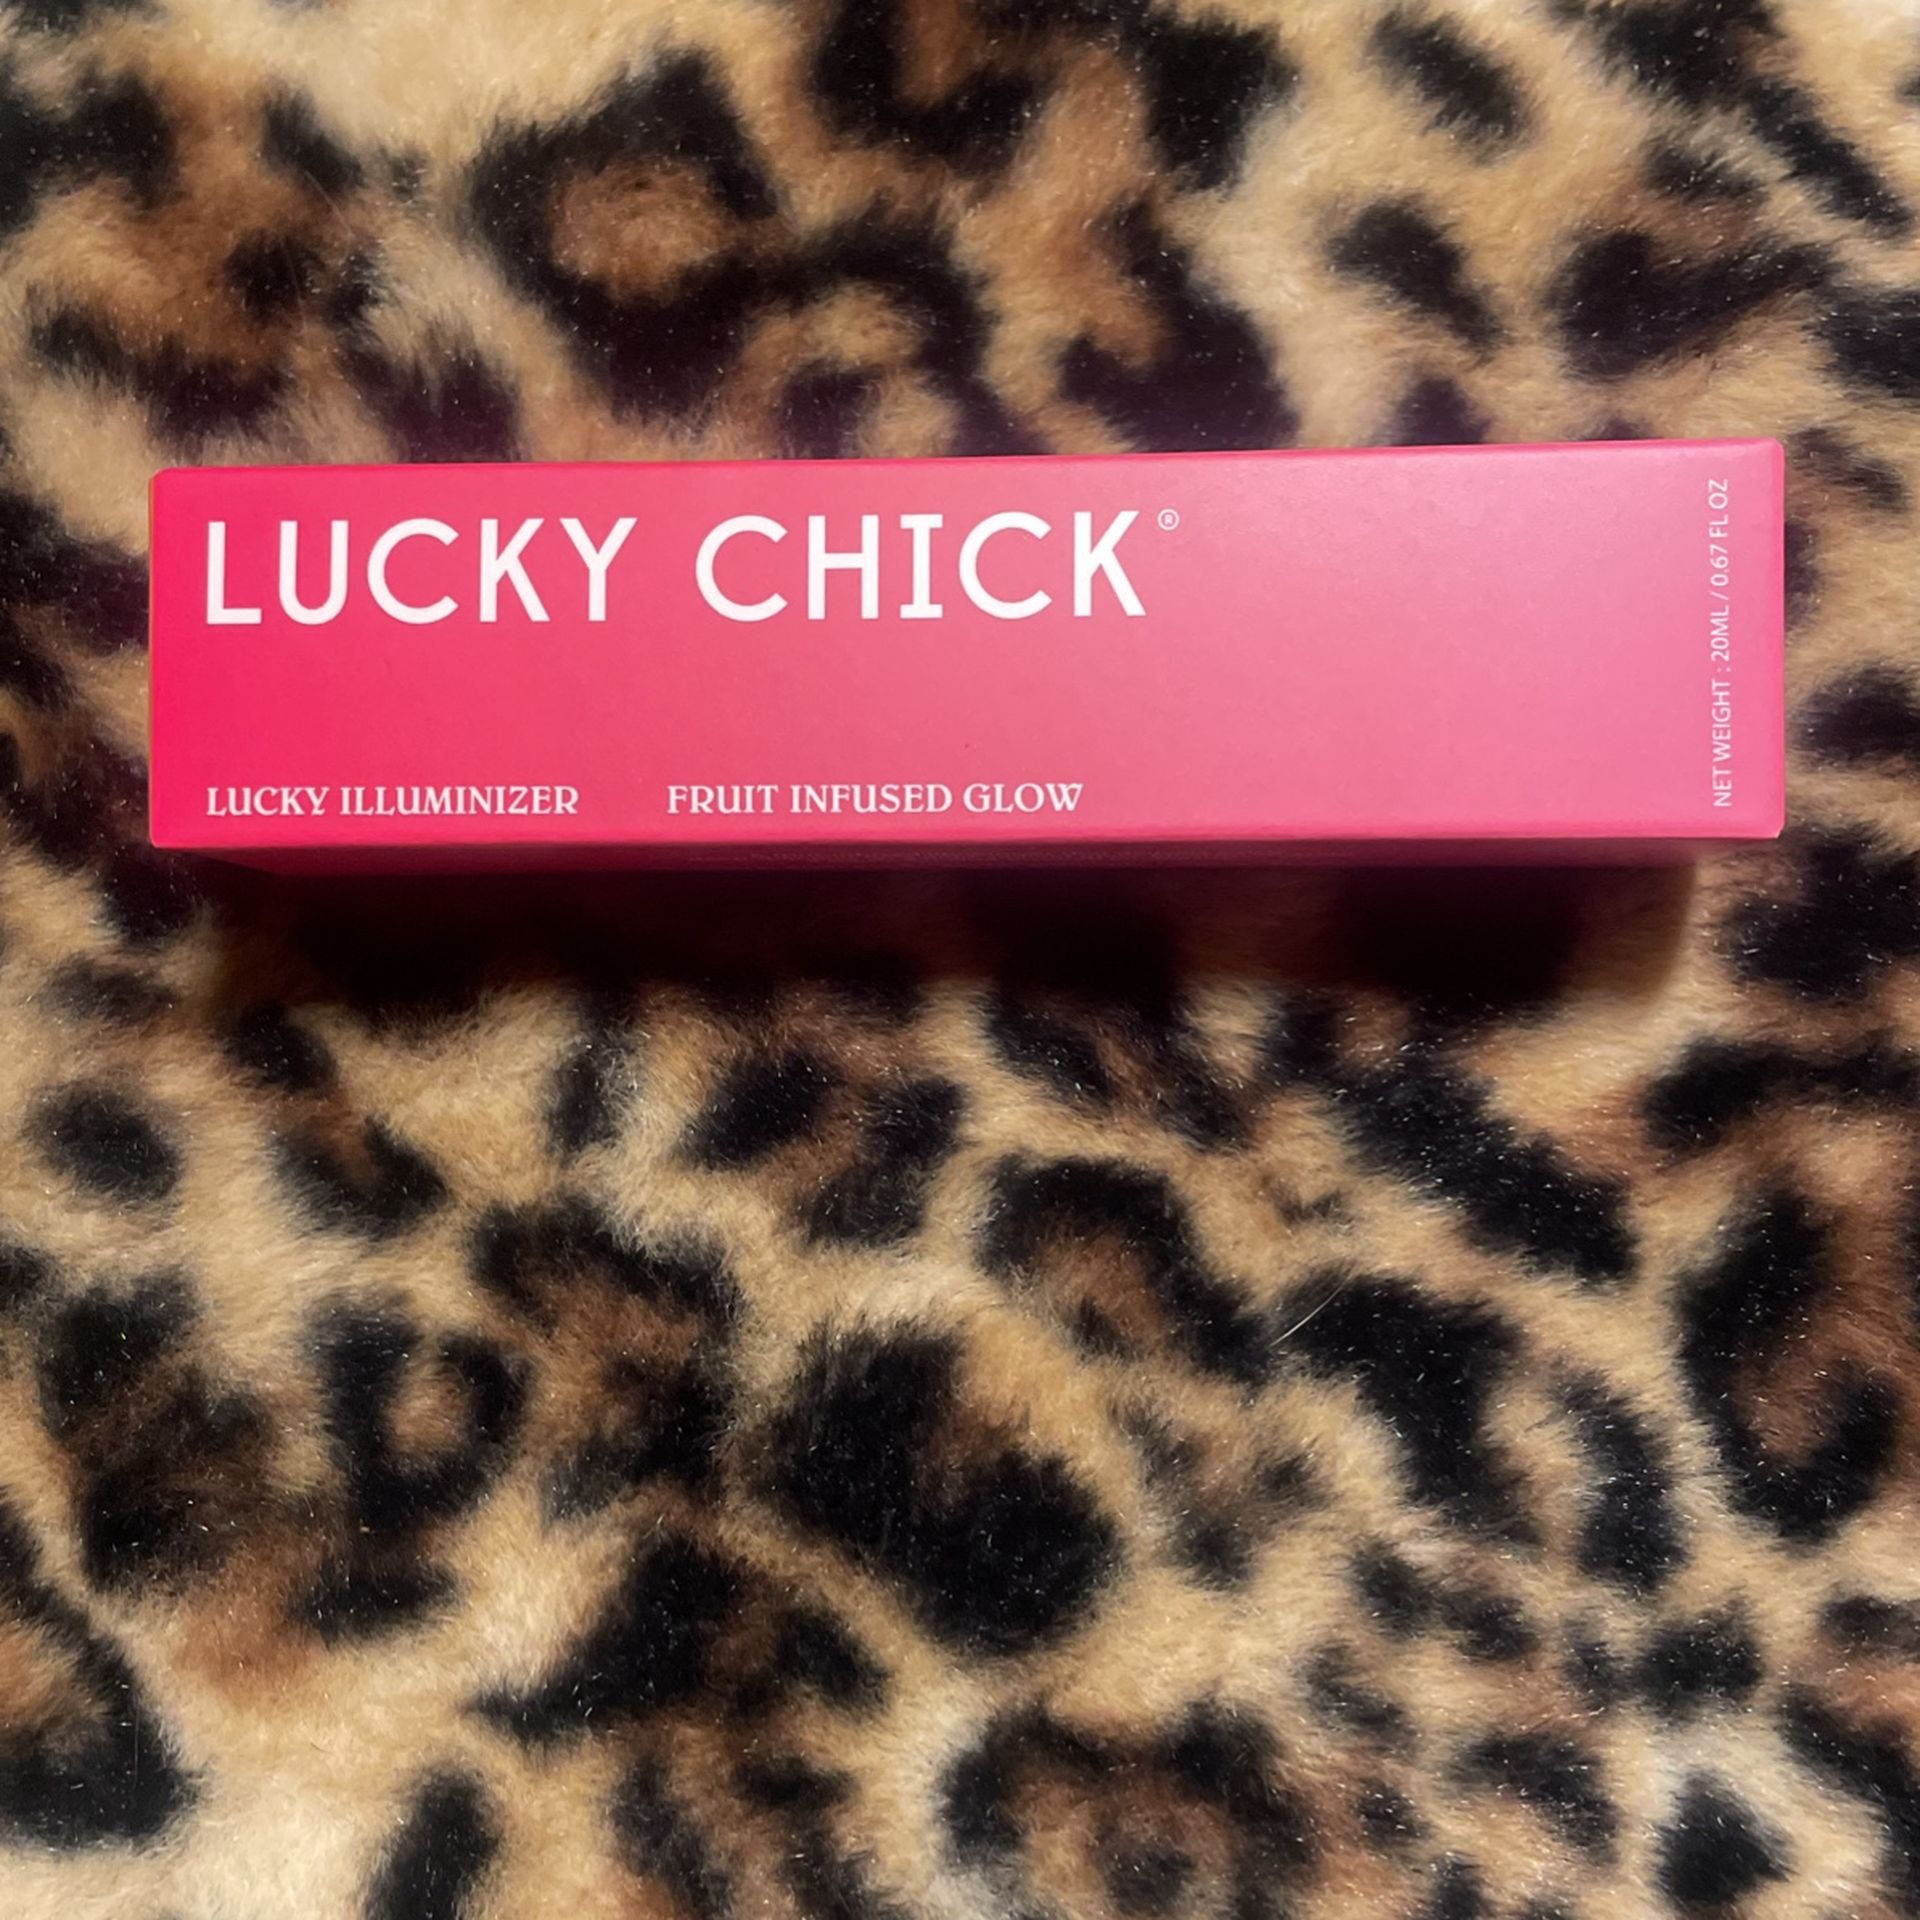 LUCKY CHICK®
LUCKY ILLUMINIZER
FRUIT INFUSED GLOW
NET WEIGHT : 20ML / 0.67 FL OZ